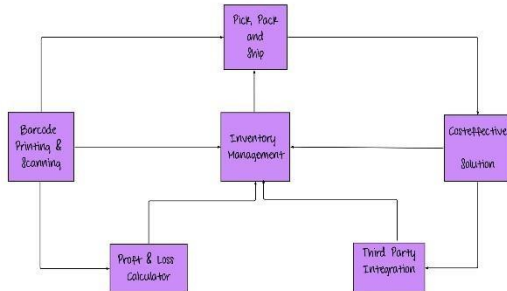 Pick, Pack
and
Ship
Barcode
Printing &
Scanning
Inventory
Management
Costeffective
Solution
Profit & Loss
Calculator
Third Party
Integration